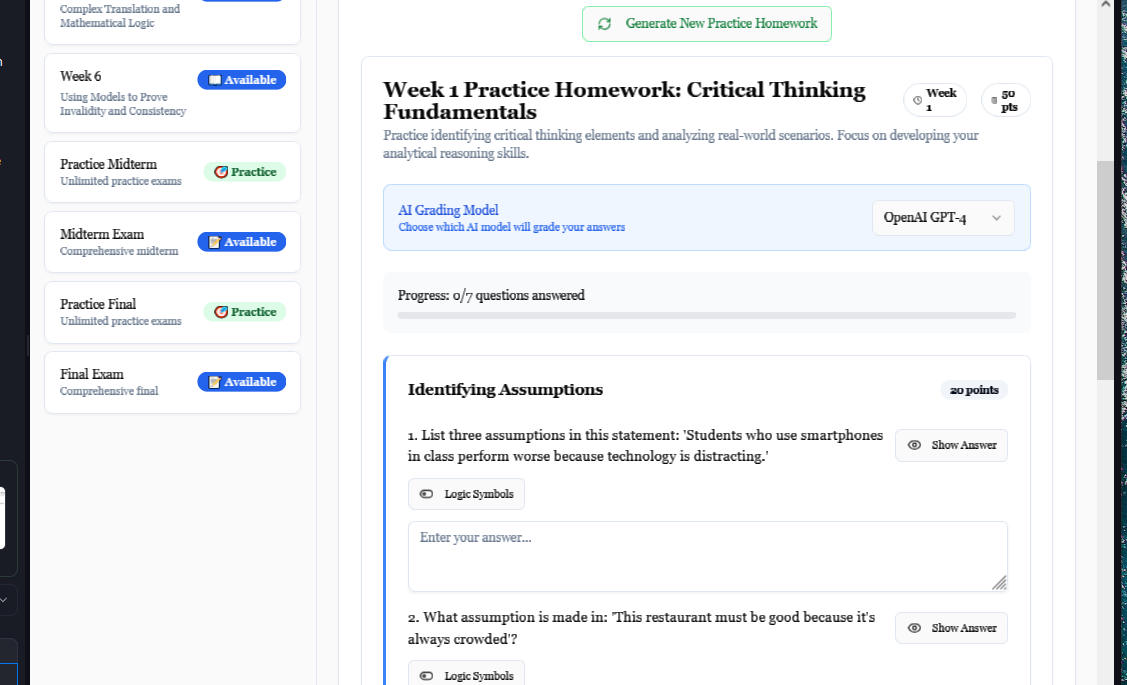 Complex Translation and
Mathematical Logic
Week 6
Available
Using Models to Prove
Invalidity and Consistency
Practice Midterm
Practice
Unlimited practice exams
Midterm Exam
Available
Comprehensive midterm
Practice Final
Practice
Unlimited practice exams
Final Exam
Available
Comprehensive final
Generate New Practice Homework
Week 1 Practice Homework: Critical Thinking
Fundamentals
Week
1
50
pts
Practice identifying critical thinking elements and analyzing real-world scenarios. Focus on developing your
analytical reasoning skills.
AI Grading Model
Choose which AI model will grade your answers
OpenAI GPT-4
Progress: 0/7 questions answered
Identifying Assumptions
20 points
1. List three assumptions in this statement: 'Students who use smartphones
in class perform worse because technology is distracting.'
Show Answer
Logic Symbols
Enter your answer...
2. What assumption is made in: 'This restaurant must be good because it's
always crowded'?
Show Answer
Logic Symbols